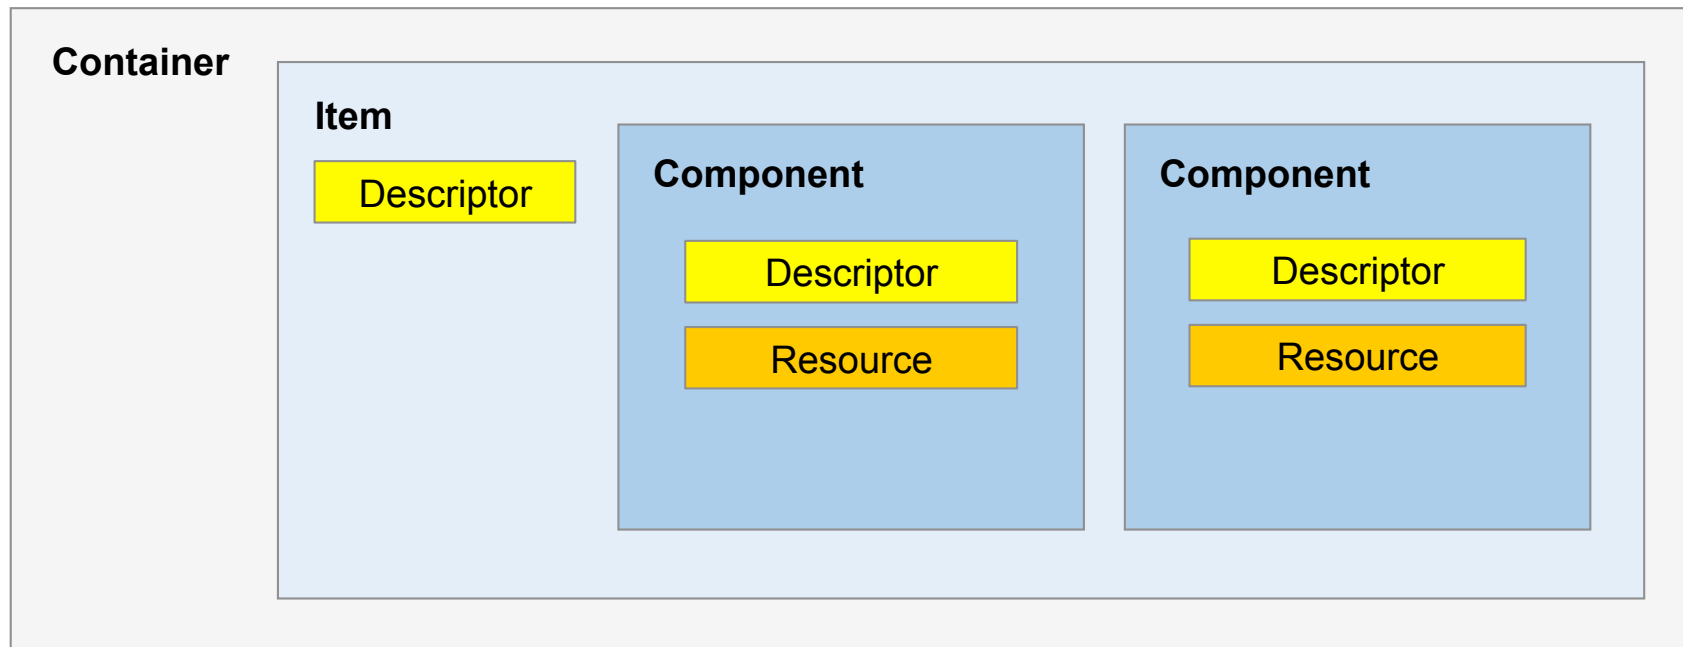 Container
Item
Descriptor
Component
Descriptor
Resource
Component
Descriptor
Resource